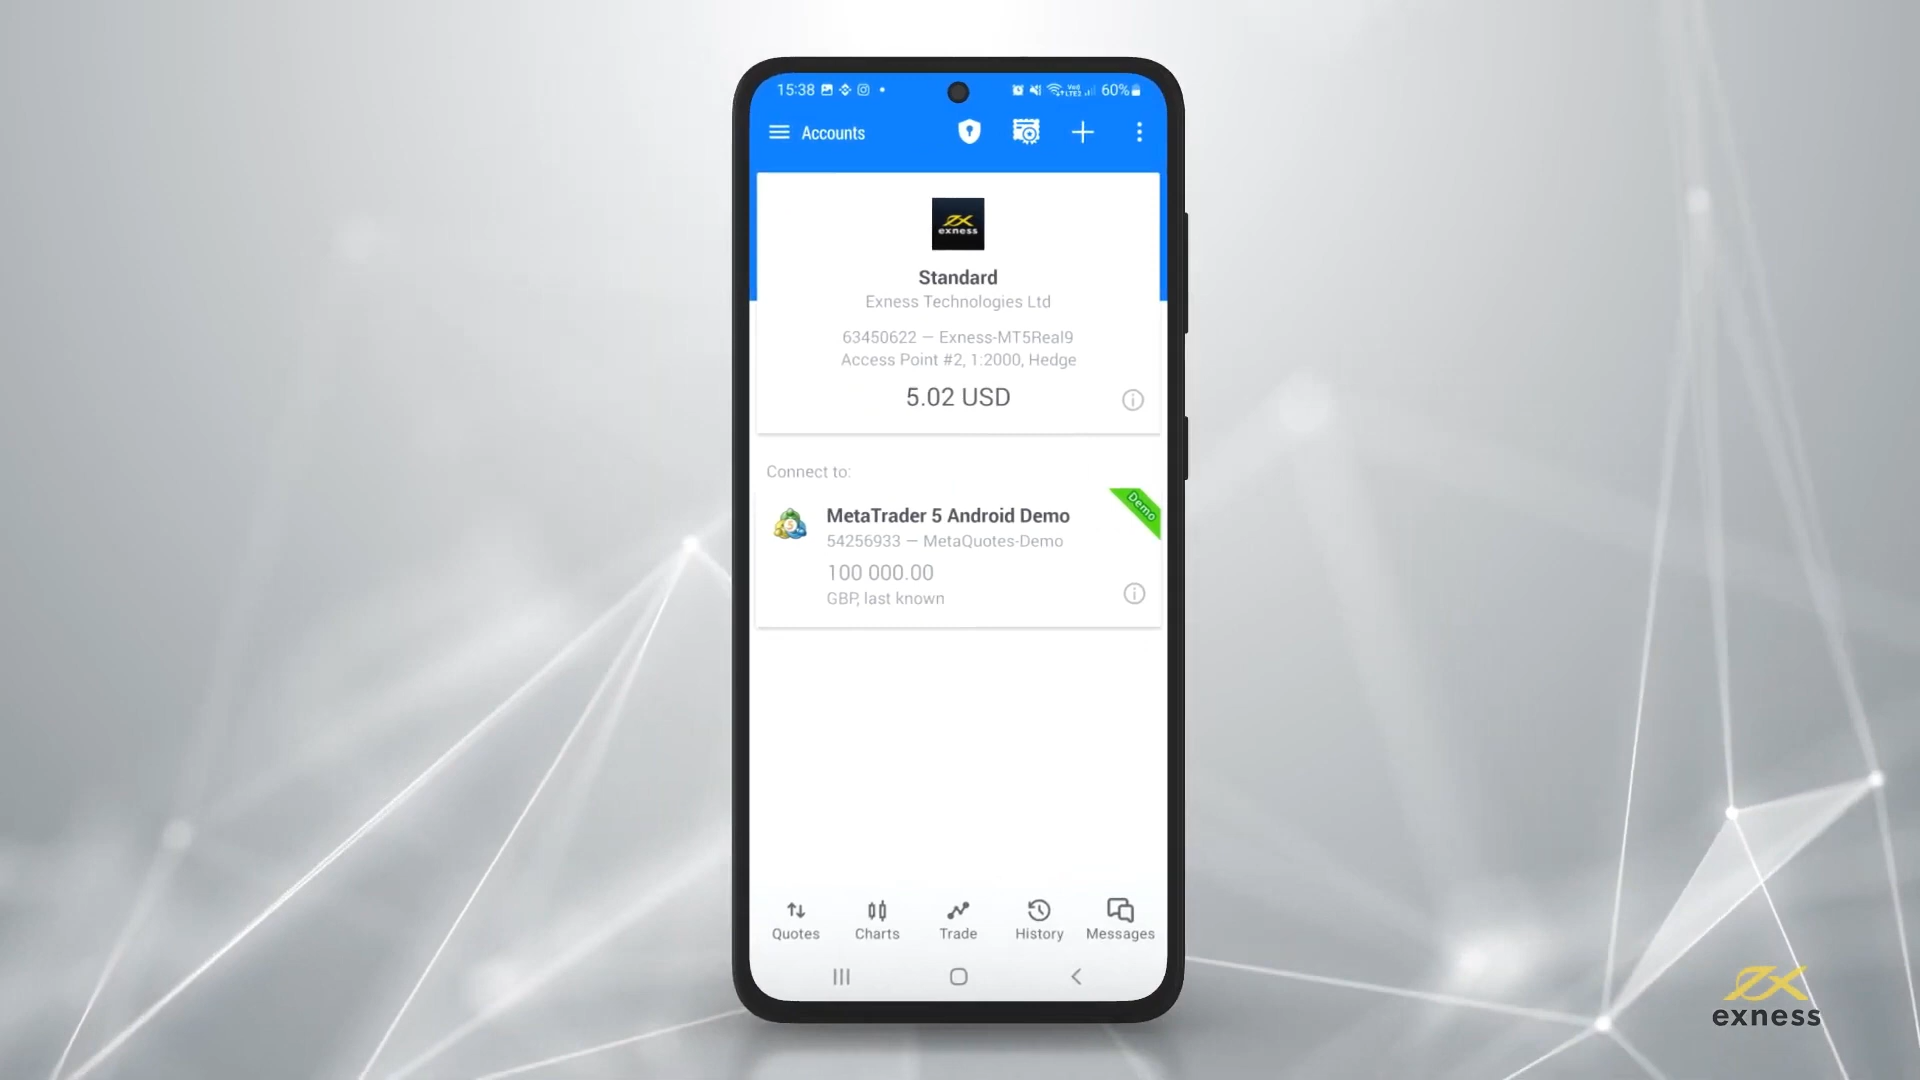 15:38
60%
Accounts
exness
Standard
Exness Technologies Ltd
63450622 — Exness-MT5Real9
Access Point #2, 1:2000, Hedge
5.02 USD
Connect to:
Demo
MetaTrader 5 Android Demo
54256933 — MetaQuotes-Demo
100 000.00
GBP, last known
Quotes
Charts
Trade
History
Messages
exness